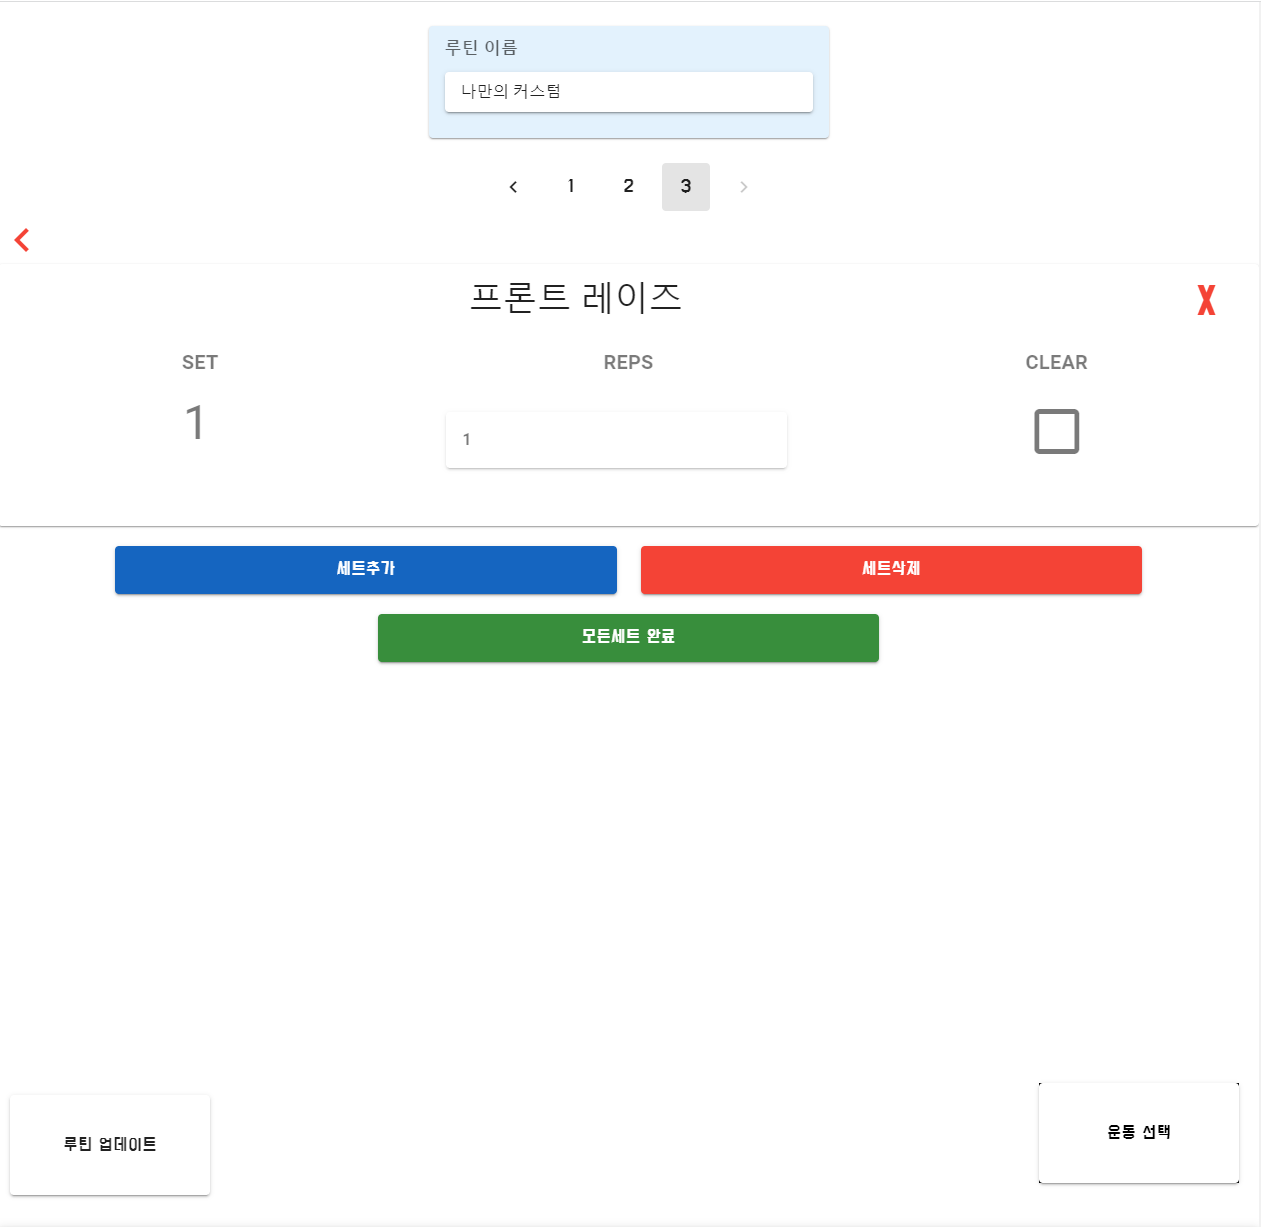 루틴 이름
나만의 커스텀
1 2 3
프론트 레이즈 X
SET REPS CLEAR
1 1
세트추가 세트삭제
모든세트 완료
루틴 업데이트 운동 선택